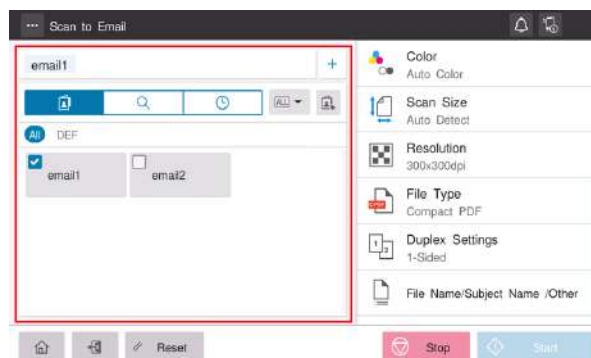 Scan to Email
email1
ALL
All DEF
email1
email2
Color
Auto Color
Scan Size
Auto Detect
Resolution
300x300dpi
File Type
Compact PDF
Duplex Settings
1-Sided
File Name/Subject Name /Other
Reset
Stop
Start